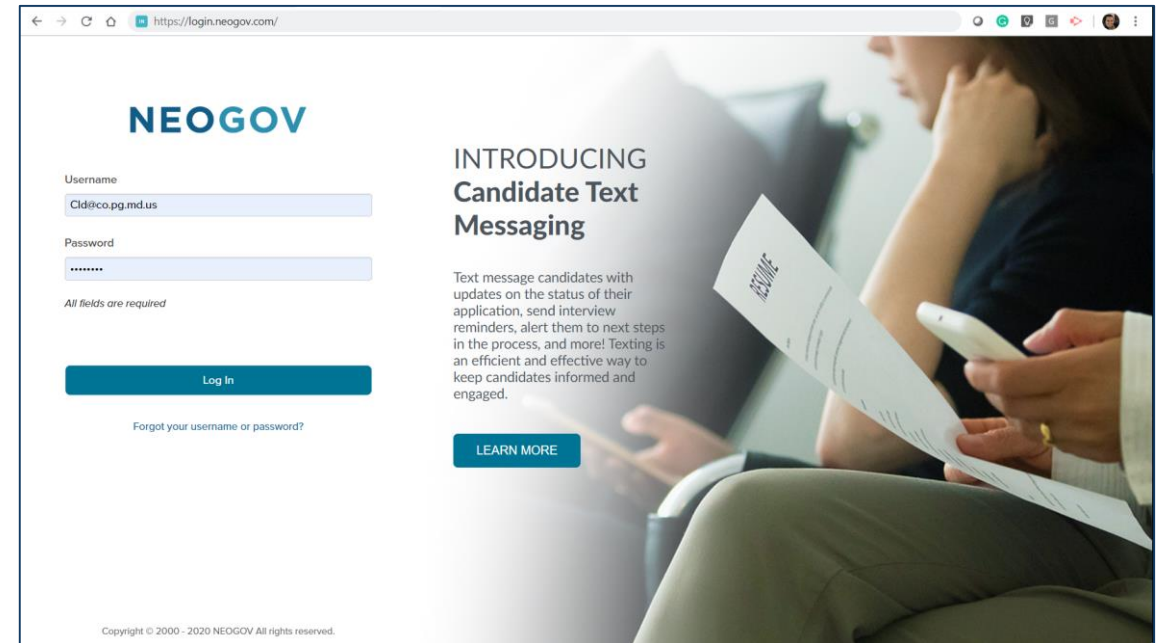 https://login.neogov.com/
NEOGOV
Username
Cld@co.pg.md.us
Password
••••••••
All fields are required
Log In
Forgot your username or password?
Copyright © 2000 - 2020 NEOGOV All rights reserved.
INTRODUCING
Candidate Text
Messaging
Text message candidates with
updates on the status of their
application, send interview
reminders, alert them to next steps
in the process, and more! Texting is
an efficient and effective way to
keep candidates informed and
engaged.
LEARN MORE
RESUME